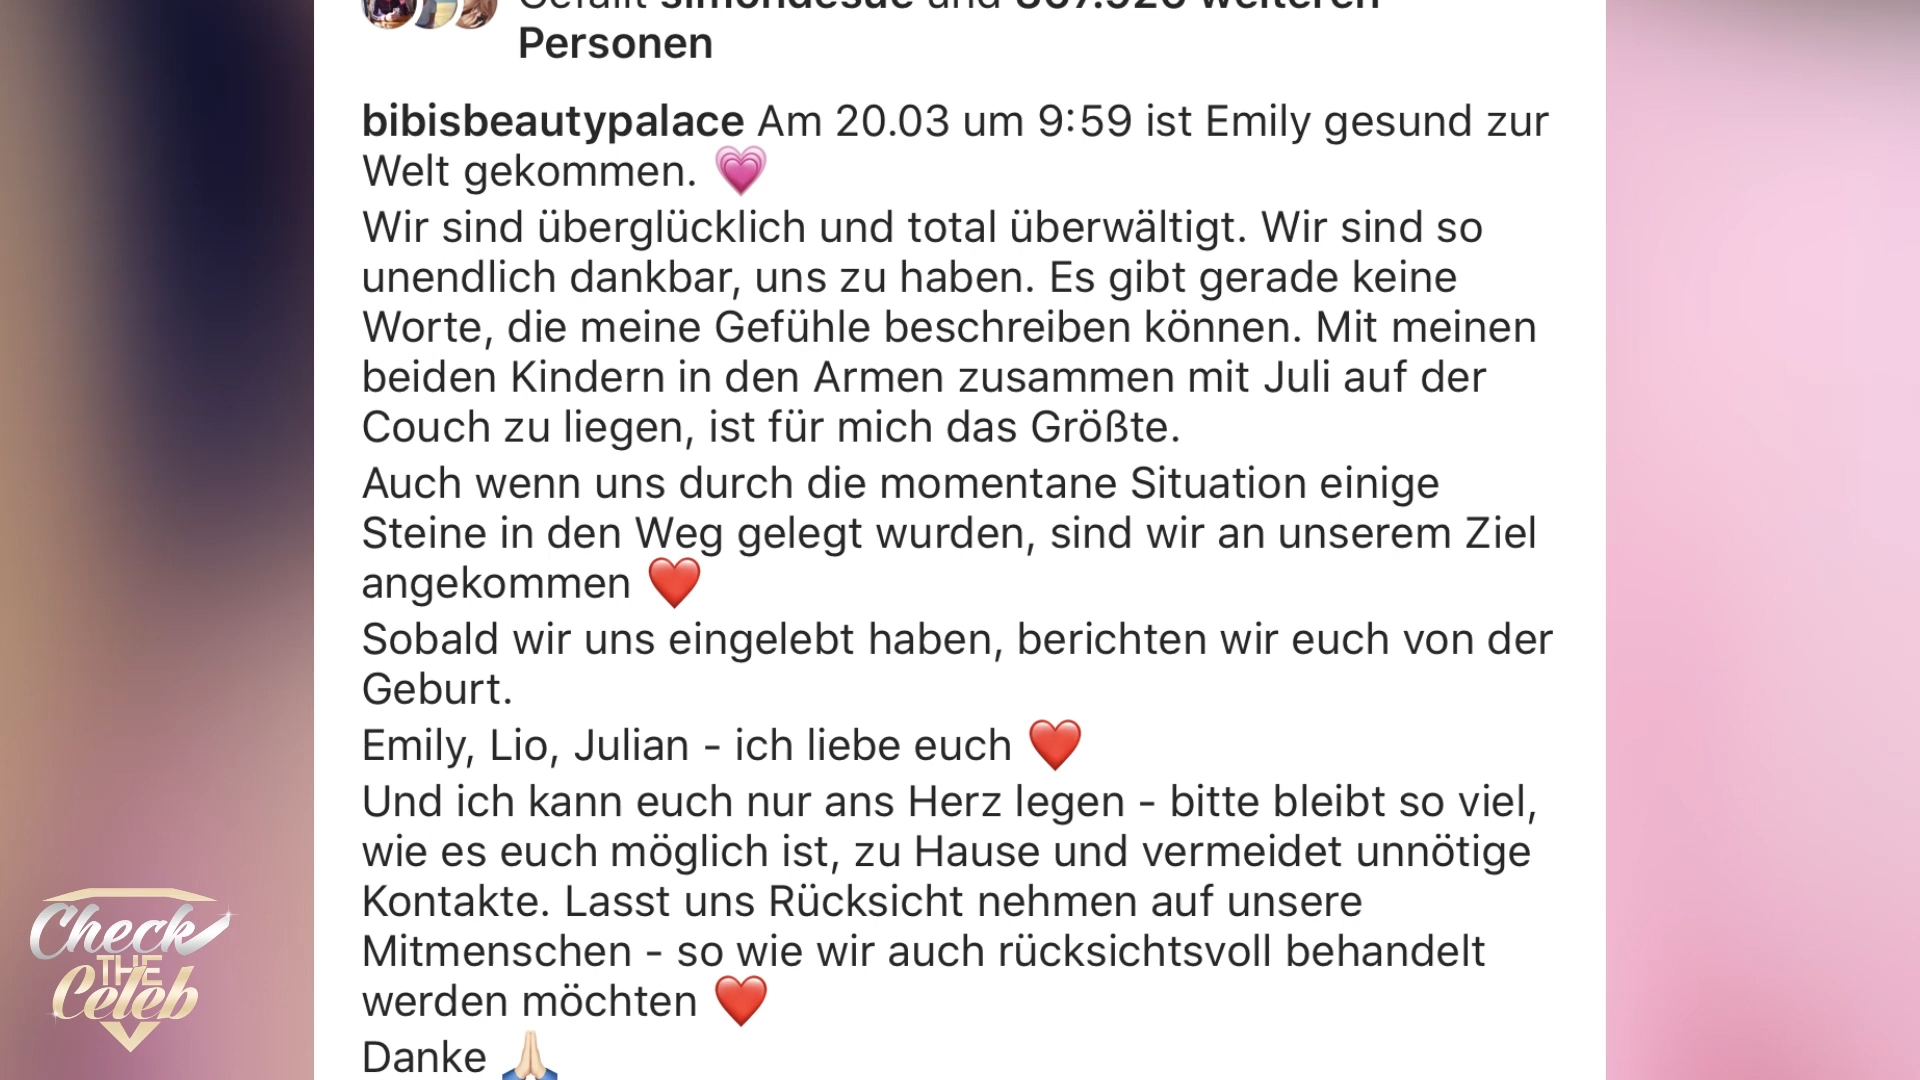 Gefällt simondesue und
weiteren
Personen
bibisbeautypalace Am 20.03 um 9:59 ist Emily gesund zur
Welt gekommen. 💗
Wir sind überglücklich und total überwältigt. Wir sind so
unendlich dankbar, uns zu haben. Es gibt gerade keine
Worte, die meine Gefühle beschreiben können. Mit meinen
beiden Kindern in den Armen zusammen mit Juli auf der
Couch zu liegen, ist für mich das Größte.
Auch wenn uns durch die momentane Situation einige
Steine in den Weg gelegt wurden, sind wir an unserem Ziel
angekommen ❤️
Sobald wir uns eingelebt haben, berichten wir euch von der
Geburt.
Emily, Lio, Julian - ich liebe euch ❤️
Und ich kann euch nur ans Herz legen - bitte bleibt so viel,
wie es euch möglich ist, zu Hause und vermeidet unnötige
Kontakte. Lasst uns Rücksicht nehmen auf unsere
Mitmenschen - so wie wir auch rücksichtsvoll behandelt
werden möchten ❤️
Danke 🙏🏻
Check
THE
Celeb